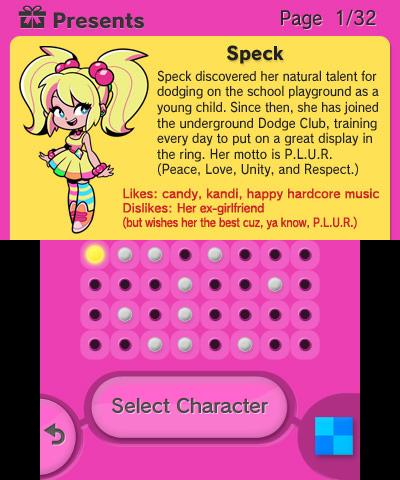 Presents
Page 1/32
Speck
Speck discovered her natural talent for
dodging on the school playground as a
young child. Since then, she has joined
the underground Dodge Club, training
every day to put on a great display in
the ring. Her motto is P.L.U.R.
(Peace, Love, Unity, and Respect.)
Likes: candy, kandi, happy hardcore music
Dislikes: Her ex-girlfriend
(but wishes her the best cuz, ya know, P.L.U.R.)
Select Character